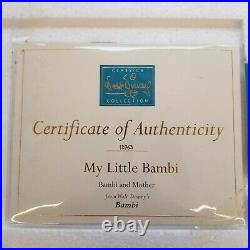 CLASSICS
Walt Disney
COLLECTION
Certificate of Authenticity
My Little Bambi
Bambi and Mother
from Walt Disney's
Bambi